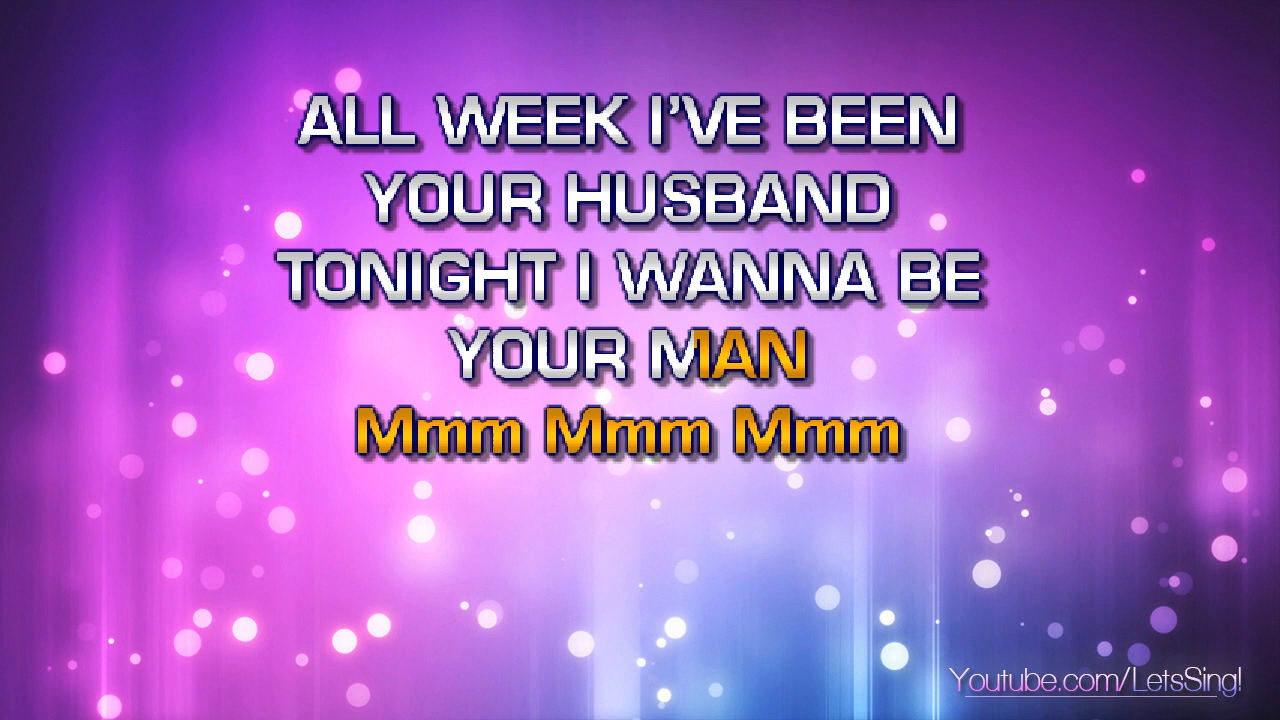 ALL WEEK I'VE BEEN
YOUR HUSBAND
TONIGHT I WANNA BE
YOUR MAN
Mmm Mmm Mmm
Youtube.com/LetsSing!